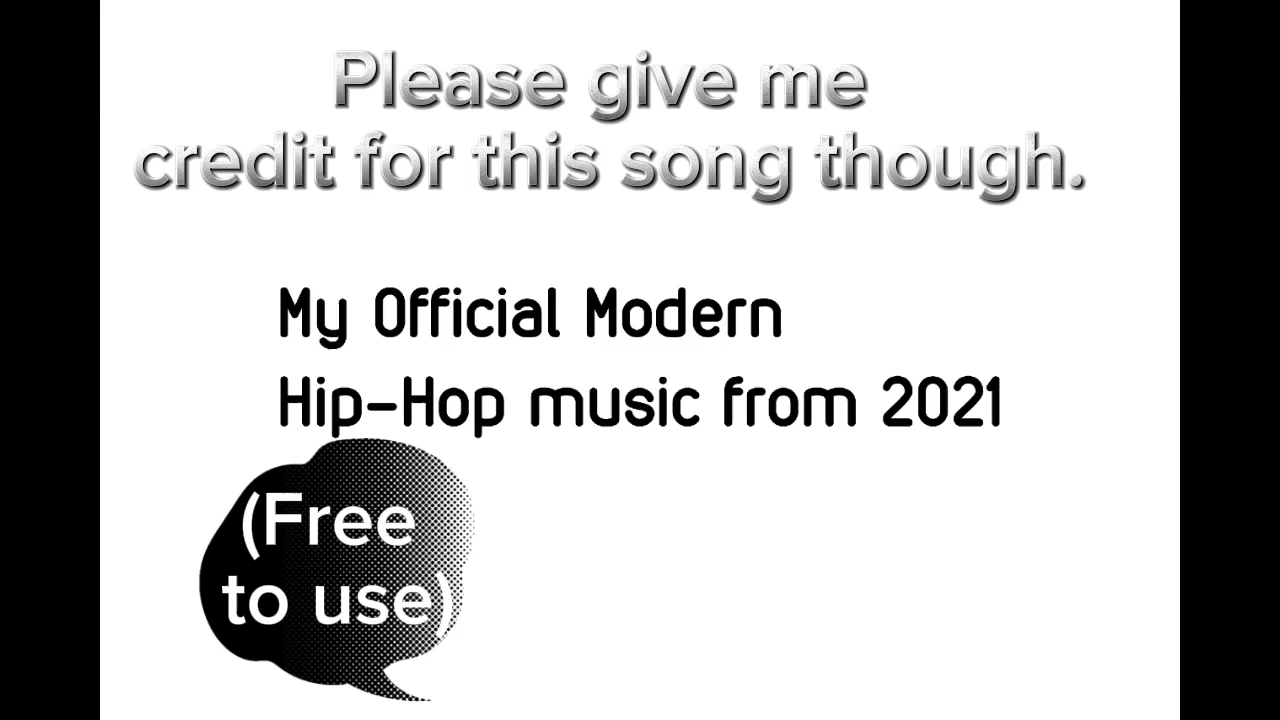 Please give me
credit for this song though.
My Official Modern
Hip-Hop music from 2021
(Free
to use)